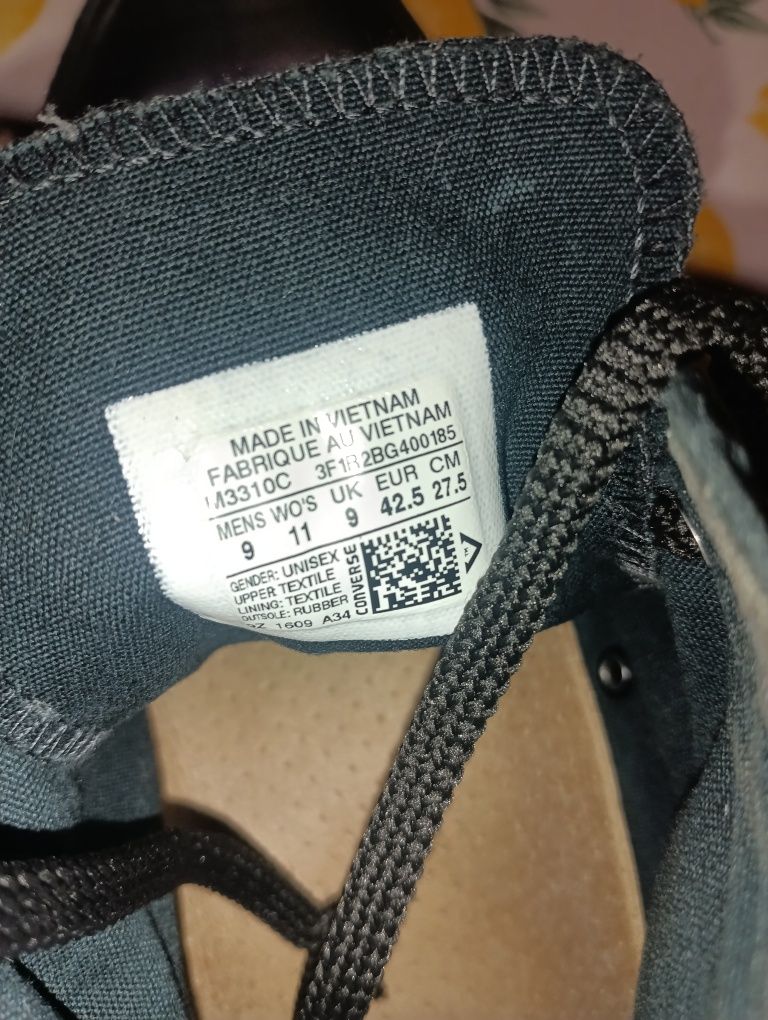 MADE IN VIETNAM
FABRIQUE AU VIETNAM
M3310C 3F1R2BG400185
MENS WO'S UK EUR CM
9 11 9 42.5 27.5
GENDER: UNISEX
UPPER: TEXTILE
LINING: TEXTILE
OUTSOLE: RUBBER
1609 A34
CONVERSE